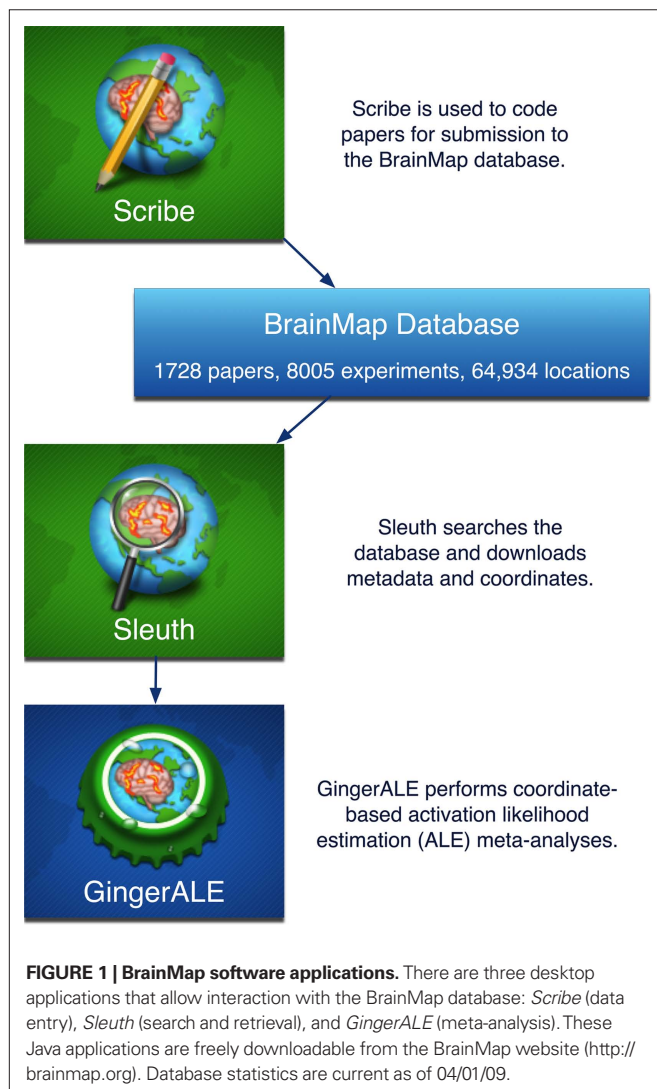 Scribe
Scribe is used to code
papers for submission to
the BrainMap database.
BrainMap Database
1728 papers, 8005 experiments, 64,934 locations
Sleuth
Sleuth searches the
database and downloads
metadata and coordinates.
GingerALE
GingerALE performs coordinate-
based activation likelihood
estimation (ALE) meta-analyses.
FIGURE 1 | BrainMap software applications. There are three desktop
applications that allow interaction with the BrainMap database: Scribe (data
entry), Sleuth (search and retrieval), and GingerALE (meta-analysis). These
Java applications are freely downloadable from the BrainMap website (http://
brainmap.org). Database statistics are current as of 04/01/09.